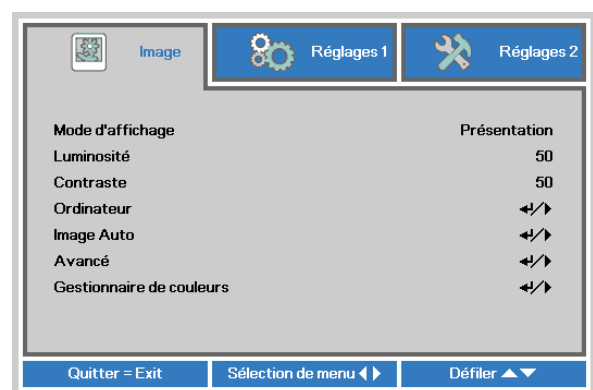 Image Réglages 1 Réglages 2
Mode d'affichage Présentation
Luminosité 50
Contraste 50
Ordinateur ↵/▶
Image Auto ↵/▶
Avancé ↵/▶
Gestionnaire de couleurs ↵/▶
Quitter = Exit Sélection de menu ◀▶ Défiler ▲▼